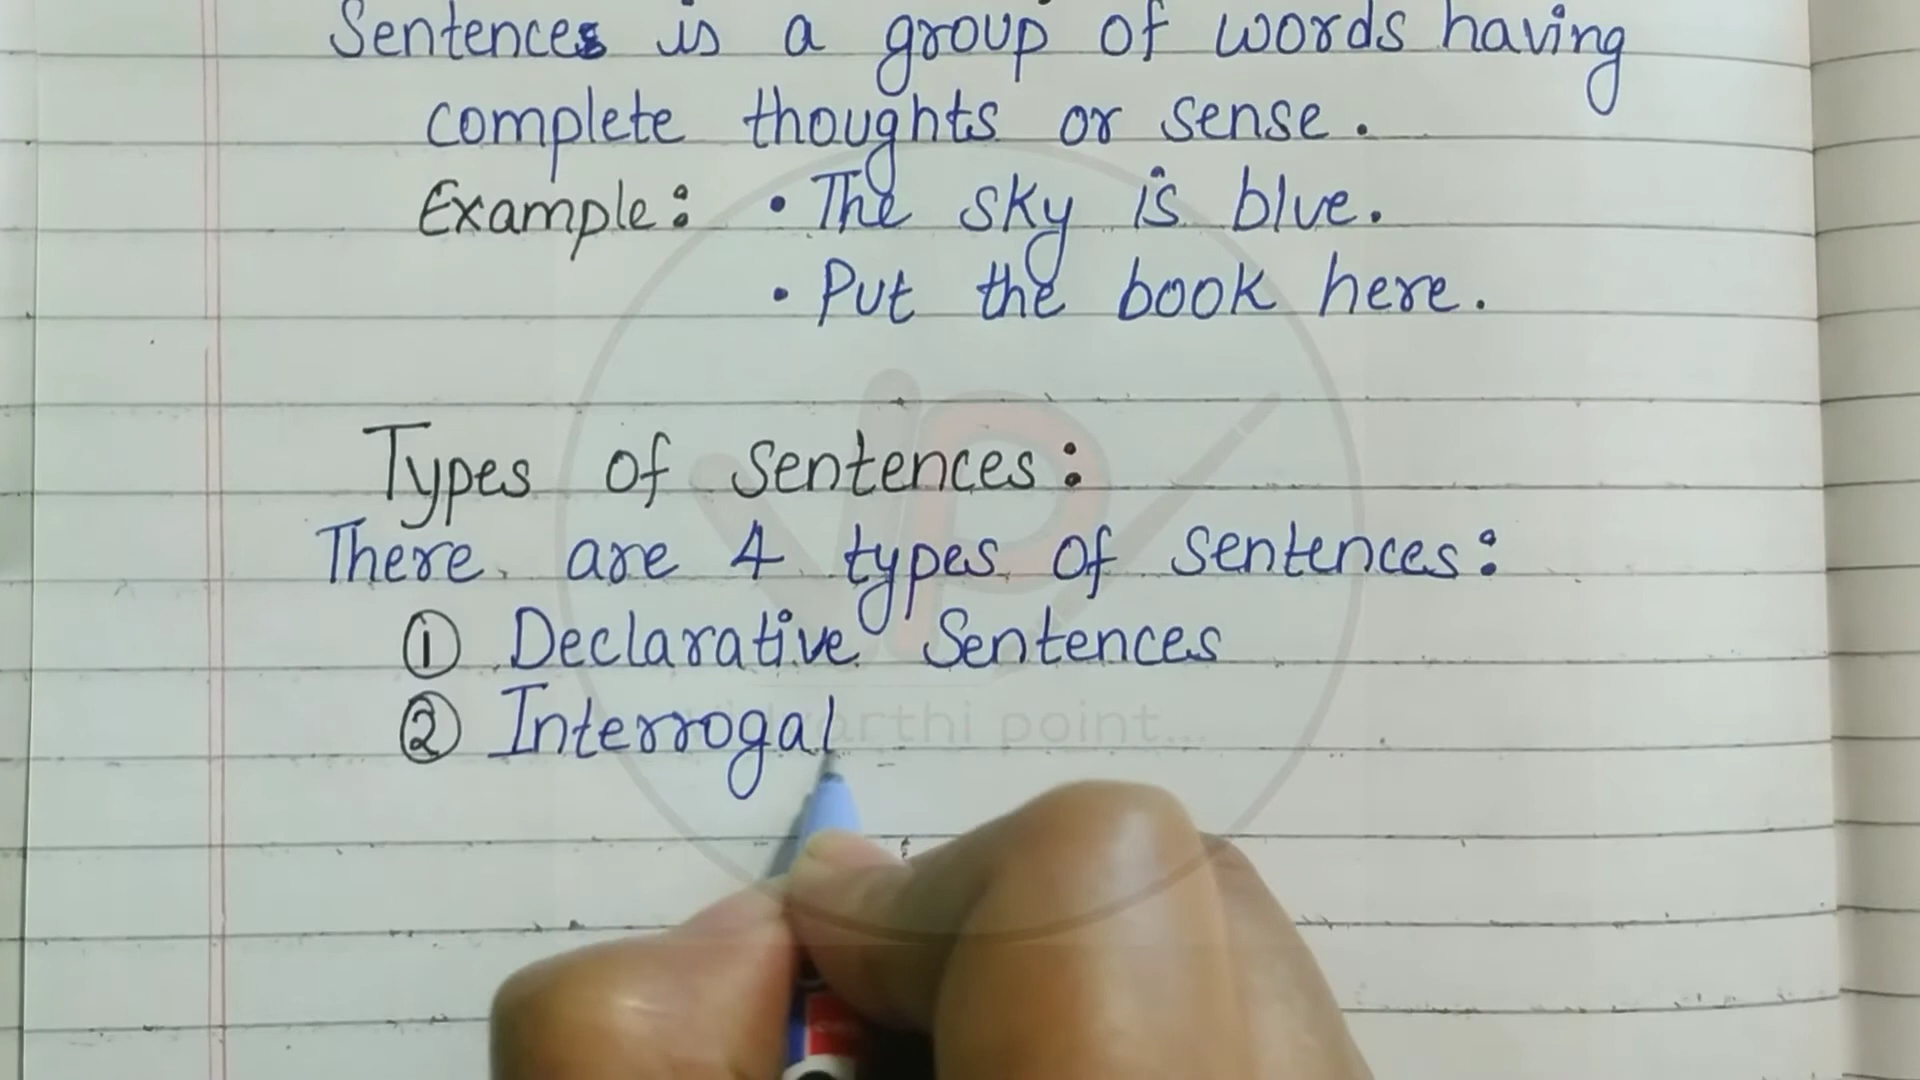 Sentences is a group of words having
complete thoughts or sense.
Example: • The sky is blue.
• Put the book here.
Types of Sentences:
There are 4 types of Sentences:
① Declarative Sentences
② Interrogal
point...